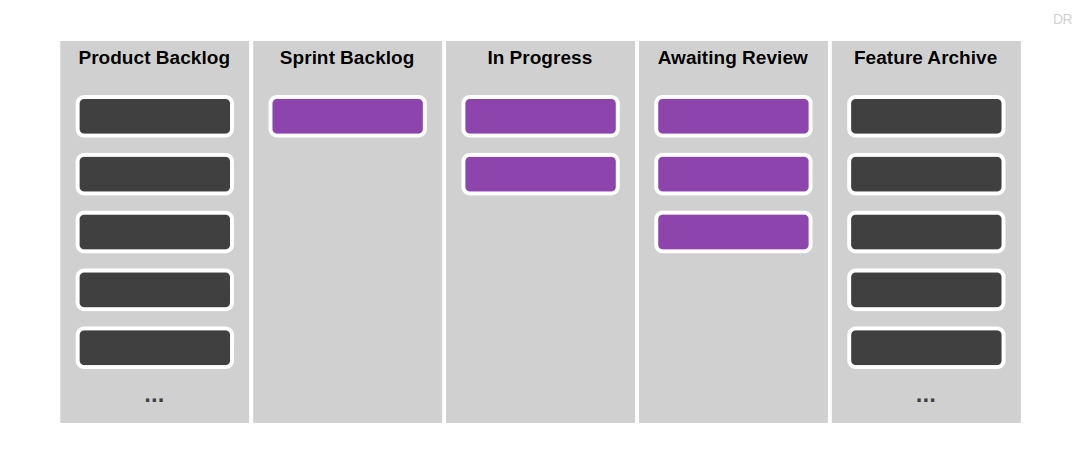 DR
Product Backlog
Sprint Backlog
In Progress
Awaiting Review
Feature Archive
...
...